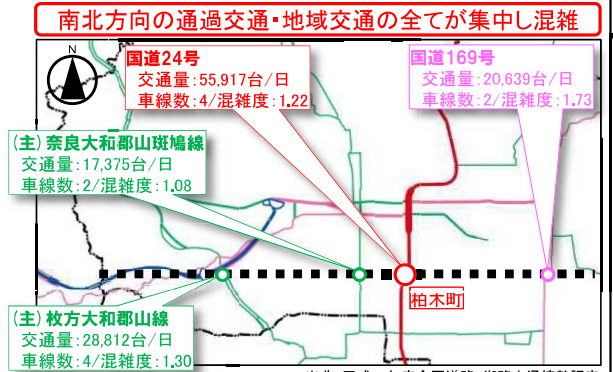 南北方向の通過交通・地域交通の全てが集中し混雑
N
国道24号
交通量:55,917台/日
車線数:4/混雑度:1.22
国道169号
交通量:20,639台/日
車線数:2/混雑度:1.73
(主)奈良大和郡山斑鳩線
交通量:17,375台/日
車線数:2/混雑度:1.08
柏木町
(主)枚方大和郡山線
交通量:28,812台/日
車線数:4/混雑度:1.30